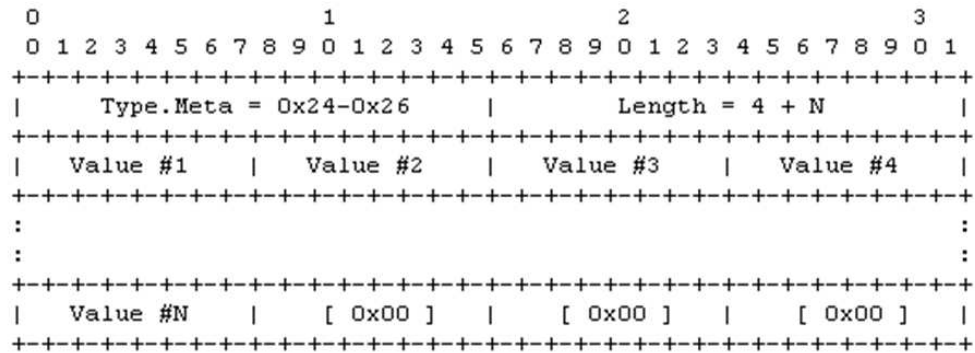 0                   1                   2                   3
 0 1 2 3 4 5 6 7 8 9 0 1 2 3 4 5 6 7 8 9 0 1 2 3 4 5 6 7 8 9 0 1
+-+-+-+-+-+-+-+-+-+-+-+-+-+-+-+-+-+-+-+-+-+-+-+-+-+-+-+-+-+-+-+-+
|     Type.Meta = 0x24-0x26     |        Length = 4 + N         |
+-+-+-+-+-+-+-+-+-+-+-+-+-+-+-+-+-+-+-+-+-+-+-+-+-+-+-+-+-+-+-+-+
|   Value #1    |   Value #2    |   Value #3    |   Value #4    |
+-+-+-+-+-+-+-+-+-+-+-+-+-+-+-+-+-+-+-+-+-+-+-+-+-+-+-+-+-+-+-+-+
:                                                               :
:                                                               :
+-+-+-+-+-+-+-+-+-+-+-+-+-+-+-+-+-+-+-+-+-+-+-+-+-+-+-+-+-+-+-+-+
|   Value #N    |    [ 0x00 ]   |    [ 0x00 ]   |    [ 0x00 ]   |
+-+-+-+-+-+-+-+-+-+-+-+-+-+-+-+-+-+-+-+-+-+-+-+-+-+-+-+-+-+-+-+-+